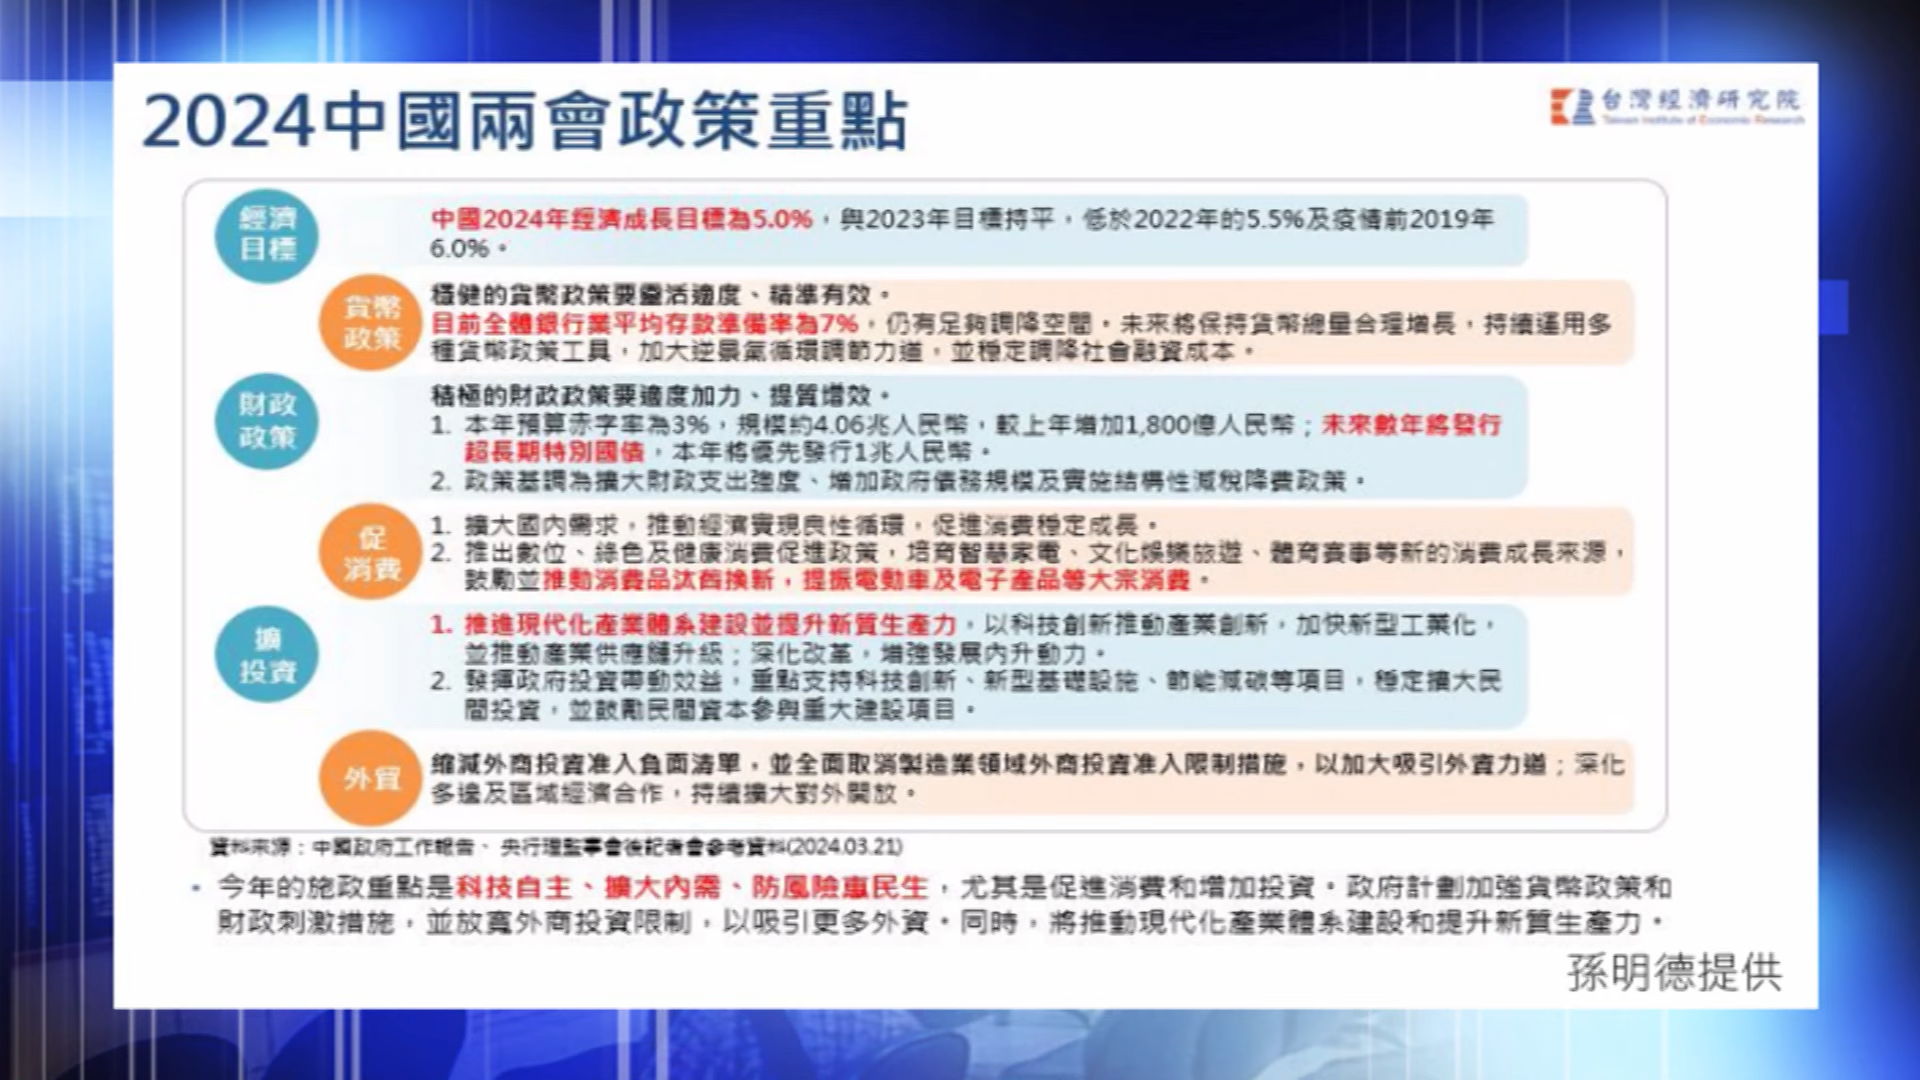 2024中國兩會政策重點
台灣經濟研究院
Taiwan Institute of Economic Research
經濟
目標
中國2024年經濟成長目標為5.0%，與2023年目標持平，低於2022年的5.5%及疫情前2019年
6.0%。
貨幣
政策
穩健的貨幣政策要靈活適度、精準有效。
目前全體銀行業平均存款準備率為7%，仍有足夠調降空間。未來將保持貨幣總量合理增長，持續運用多
種貨幣政策工具，加大逆景氣循環調節力道，並穩定調降社會融資成本。
財政
政策
積極的財政政策要適度加力、提質增效。
1. 本年預算赤字率為3%，規模約4.06兆人民幣，較上年增加1,800億人民幣；未來數年將發行
超長期特別國債，本年將優先發行1兆人民幣。
2. 政策基調為擴大財政支出強度、增加政府債務規模及實施結構性減稅降費政策。
促
消費
1. 擴大國內需求，推動經濟實現良性循環，促進消費穩定成長。
2. 推出數位、綠色及健康消費促進政策，培育智慧家電、文化娛樂旅遊、體育賽事等新的消費成長來源，
鼓勵並推動消費品汰舊換新，提振電動車及電子產品等大宗消費。
擴
投資
1. 推進現代化產業體系建設並提升新質生產力，以科技創新推動產業創新，加快新型工業化，
並推動產業供應鏈升級；深化改革，增強發展內升動力。
2. 發揮政府投資帶動效益，重點支持科技創新、新型基礎設施、節能減碳等項目，穩定擴大民
間投資，並鼓勵民間資本參與重大建設項目。
外貿
縮減外商投資准入負面清單，並全面取消製造業領域外商投資准入限制措施，以加大吸引外資力道；深化
多邊及區域經濟合作，持續擴大對外開放。
資料來源：中國政府工作報告、央行理監事會後記者會參考資料(2024.03.21)
• 今年的施政重點是科技自主、擴大內需、防風險重民生，尤其是促進消費和增加投資。政府計劃加強貨幣政策和
財政刺激措施，並放寬外商投資限制，以吸引更多外資。同時，將推動現代化產業體系建設和提升新質生產力。
孫明德提供